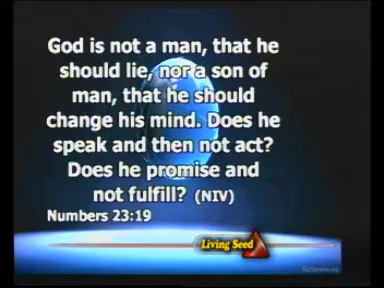 God is not a man, that he
should lie, nor a son of
man, that he should
change his mind. Does he
speak and then not act?
Does he promise and
not fulfill? (NIV)
Numbers 23:19
Living Seed